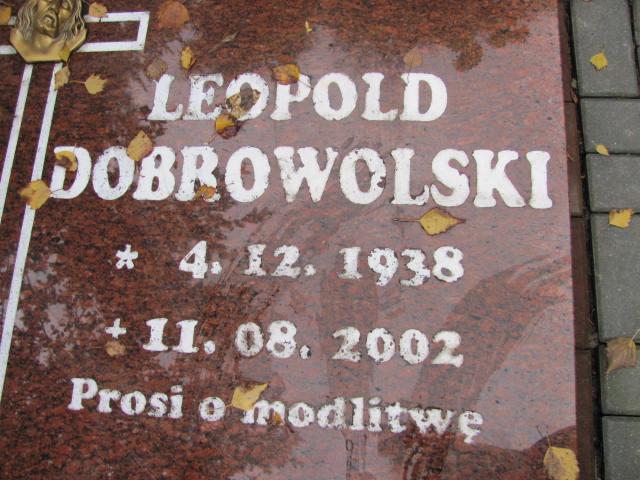 LEOPOLD
DOBROWOLSKI
* 4. 12. 1938
+ 11. 08. 2002
Prosi o modlitwę